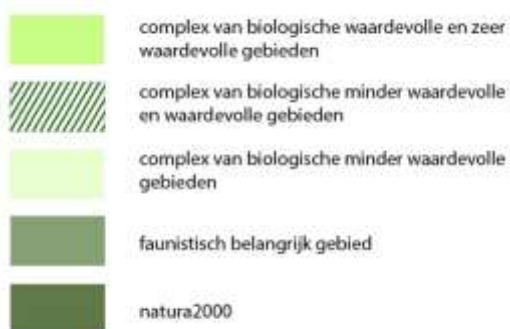 complex van biologische waardevolle en zeer
waardevolle gebieden
complex van biologische minder waardevolle
en waardevolle gebieden
complex van biologische minder waardevolle
gebieden
faunistisch belangrijk gebied
natura2000